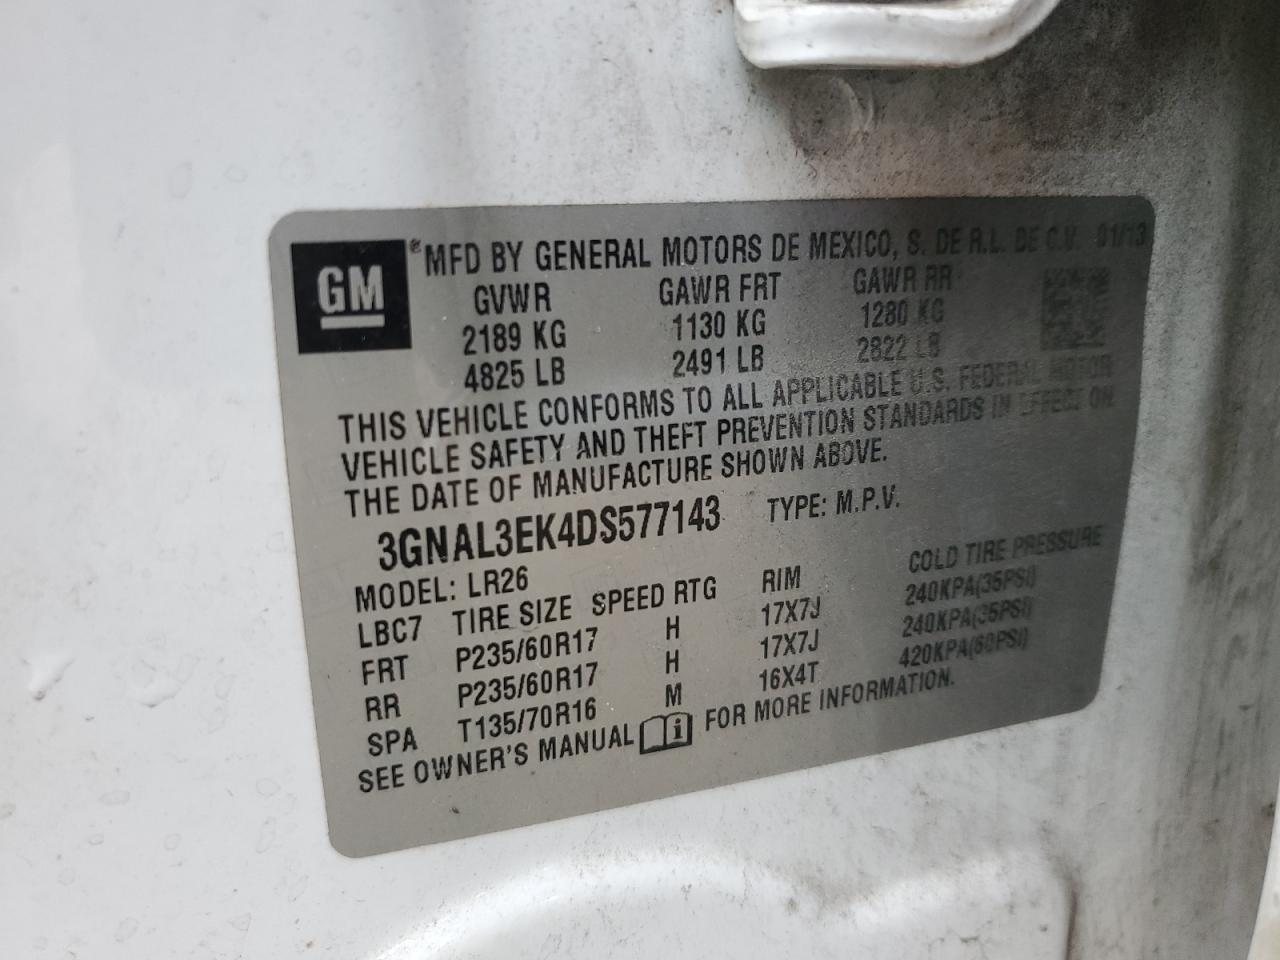 GM ® MFD BY GENERAL MOTORS DE MEXICO, S. DE R.L. DE C.V. 01/13
GVWR GAWR FRT GAWR RR
2189 KG 1130 KG 1280 KG
4825 LB 2491 LB 2822 LB
THIS VEHICLE CONFORMS TO ALL APPLICABLE U.S. FEDERAL MOTOR
VEHICLE SAFETY AND THEFT PREVENTION STANDARDS IN EFFECT ON
THE DATE OF MANUFACTURE SHOWN ABOVE.
3GNAL3EK4DS577143 TYPE: M.P.V.
MODEL: LR26
LBC7 TIRE SIZE SPEED RTG RIM COLD TIRE PRESSURE
FRT P235/60R17 H 17X7J 240KPA(35PSI)
RR P235/60R17 H 17X7J 240KPA(35PSI)
SPA T135/70R16 M 16X4T 420KPA(60PSI)
SEE OWNER'S MANUAL i FOR MORE INFORMATION.